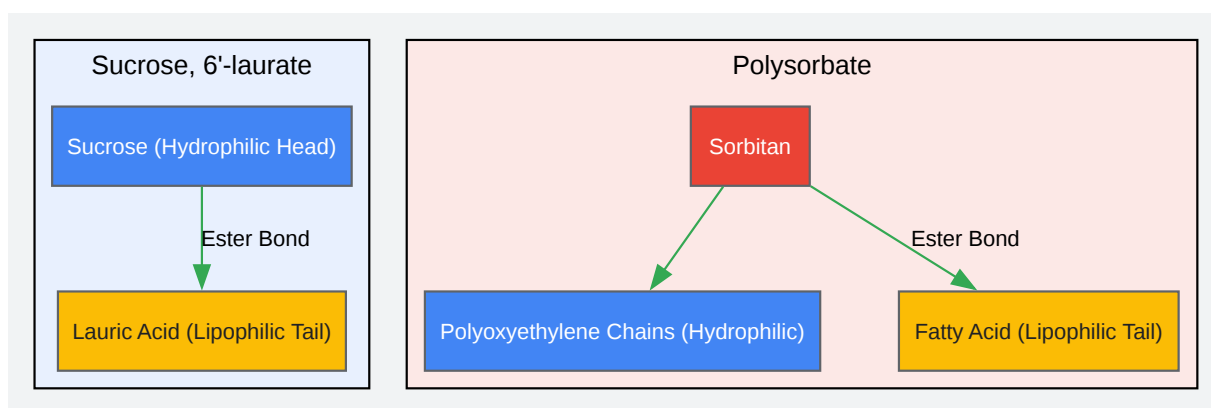 Sucrose, 6'-laurate
Sucrose (Hydrophilic Head)
Ester Bond
Lauric Acid (Lipophilic Tail)
Polysorbate
Sorbitan
Ester Bond
Polyoxyethylene Chains (Hydrophilic)
Fatty Acid (Lipophilic Tail)